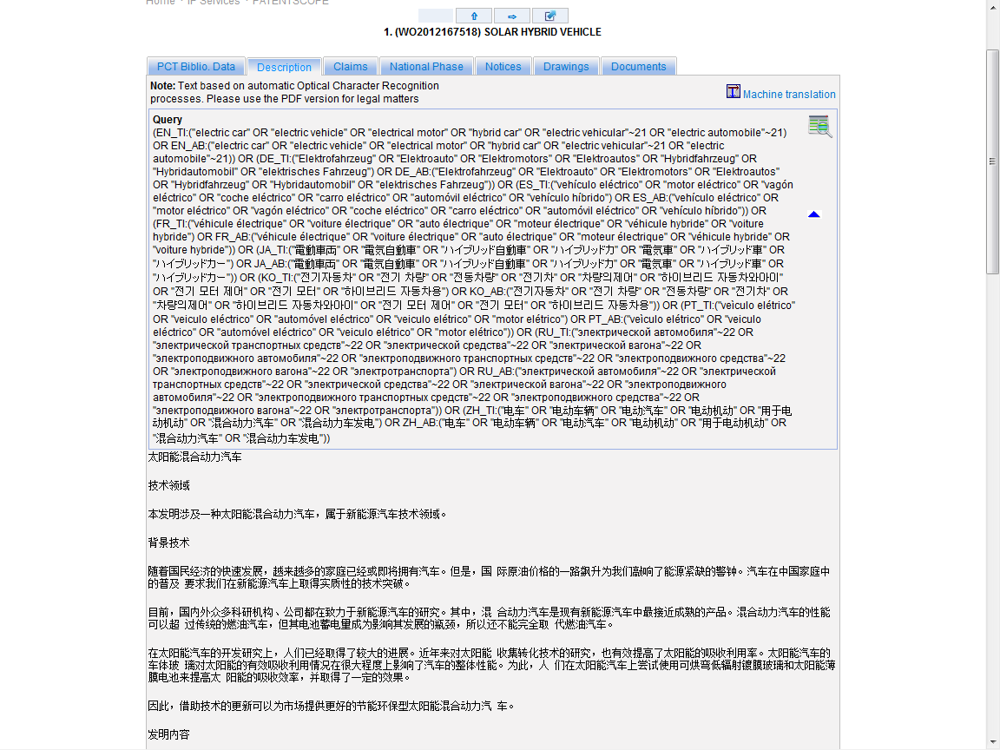 Home IP Services PATENTSCOPE
1. (WO2012167518) SOLAR HYBRID VEHICLE
PCT Biblio. Data Description Claims National Phase Notices Drawings Documents
Note: Text based on automatic Optical Character Recognition
processes. Please use the PDF version for legal matters
Machine translation
Query
(EN_TI:("electric car" OR "electric vehicle" OR "electrical motor" OR "hybrid car" OR "electric vehicular"~21 OR "electric automobile"~21)
OR EN_AB:("electric car" OR "electric vehicle" OR "electrical motor" OR "hybrid car" OR "electric vehicular"~21 OR "electric
automobile"~21)) OR (DE_TI:("Elektrofahrzeug" OR "Elektroauto" OR "Elektromotors" OR "Elektroautos" OR "Hybridfahrzeug" OR
"Hybridautomobil" OR "elektrisches Fahrzeug") OR DE_AB:("Elektrofahrzeug" OR "Elektroauto" OR "Elektromotors" OR "Elektroautos"
OR "Hybridfahrzeug" OR "Hybridautomobil" OR "elektrisches Fahrzeug")) OR (ES_TI:("vehículo eléctrico" OR "motor eléctrico" OR "vagón
eléctrico" OR "coche eléctrico" OR "carro eléctrico" OR "automóvil eléctrico" OR "vehículo híbrido") OR ES_AB:("vehículo eléctrico" OR
"motor eléctrico" OR "vagón eléctrico" OR "coche eléctrico" OR "carro eléctrico" OR "automóvil eléctrico" OR "vehículo híbrido")) OR
(FR_TI:("véhicule électrique" OR "voiture électrique" OR "auto électrique" OR "moteur électrique" OR "véhicule hybride" OR "voiture
hybride") OR FR_AB:("véhicule électrique" OR "voiture électrique" OR "auto électrique" OR "moteur électrique" OR "véhicule hybride" OR
"voiture hybride")) OR (JA_TI:("電動車両" OR "電気自動車" OR "ハイブリッド自動車" OR "ハイブリッドカ" OR "電気車" OR "ハイブリッド車" OR
"ハイブリッドカー") OR JA_AB:("電動車両" OR "電気自動車" OR "ハイブリッド自動車" OR "ハイブリッドカ" OR "電気車" OR "ハイブリッド車" OR
"ハイブリッドカー")) OR (KO_TI:("전기자동차" OR "전기 차량" OR "전동차량" OR "전기차" OR "차량의제어" OR "하이브리드 자동차와아이"
OR "전기 모터 제어" OR "전기 모터" OR "하이브리드 자동차용") OR KO_AB:("전기자동차" OR "전기 차량" OR "전동차량" OR "전기차" OR
"차량의제어" OR "하이브리드 자동차와아이" OR "전기 모터 제어" OR "전기 모터" OR "하이브리드 자동차용")) OR (PT_TI:("veìculo elétrico"
OR "veiculo eléctrico" OR "automóvel eléctrico" OR "veiculo elétrico" OR "motor elétrico") OR PT_AB:("veìculo elétrico" OR "veiculo
eléctrico" OR "automóvel eléctrico" OR "veiculo elétrico" OR "motor elétrico")) OR (RU_TI:("электрической автомобиля"~22 OR
"электрической транспортных средств"~22 OR "электрической средства"~22 OR "электрической вагона"~22 OR
"электроподвижного автомобиля"~22 OR "электроподвижного транспортных средств"~22 OR "электроподвижного средства"~22
OR "электроподвижного вагона"~22 OR "электротранспорта") OR RU_AB:("электрической автомобиля"~22 OR "электрической
транспортных средств"~22 OR "электрической средства"~22 OR "электрической вагона"~22 OR "электроподвижного
автомобиля"~22 OR "электроподвижного транспортных средств"~22 OR "электроподвижного средства"~22 OR
"электроподвижного вагона"~22 OR "электротранспорта")) OR (ZH_TI:("电车" OR "电动车辆" OR "电动汽车" OR "电动机动" OR "用于电
动机动" OR "混合动力汽车" OR "混合动力车发电") OR ZH_AB:("电车" OR "电动车辆" OR "电动汽车" OR "电动机动" OR "用于电动机动" OR
"混合动力汽车" OR "混合动力车发电"))
太阳能混合动力汽车
技术领域
本发明涉及一种太阳能混合动力汽车，属于新能源汽车技术领域。
背景技术
随着国民经济的快速发展，越来越多的家庭已经或即将拥有汽车。但是，国 际原油价格的一路飙升为我们敲响了能源紧缺的警钟。汽车在中国家庭中
的普及 要求我们在新能源汽车上取得实质性的技术突破。
目前，国内外众多科研机构、公司都在致力于新能源汽车的研究。其中，混 合动力汽车是现有新能源汽车中最接近成熟的产品。混合动力汽车的性能
可以超 过传统的燃油汽车，但其电池蓄电量成为影响其发展的瓶颈，所以还不能完全取 代燃油汽车。
在太阳能汽车的开发研究上，人们已经取得了较大的进展。近年来对太阳能 收集转化技术的研究，也有效提高了太阳能的吸收利用率。太阳能汽车的
车体玻 璃对太阳能的有效吸收利用情况在很大程度上影响了汽车的整体性能。为此，人 们在太阳能汽车上尝试使用可烘弯低辐射镀膜玻璃和太阳能薄
膜电池来提高太 阳能的吸收效率，并取得了一定的效果。
因此，借助技术的更新可以为市场提供更好的节能环保型太阳能混合动力汽 车。
发明内容